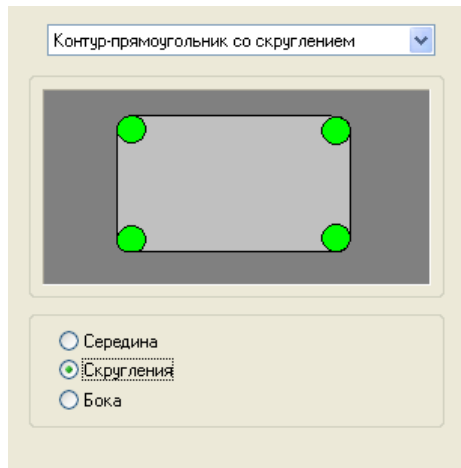 Контур-прямоугольник со скруглением
Середина
Скругления
Бока